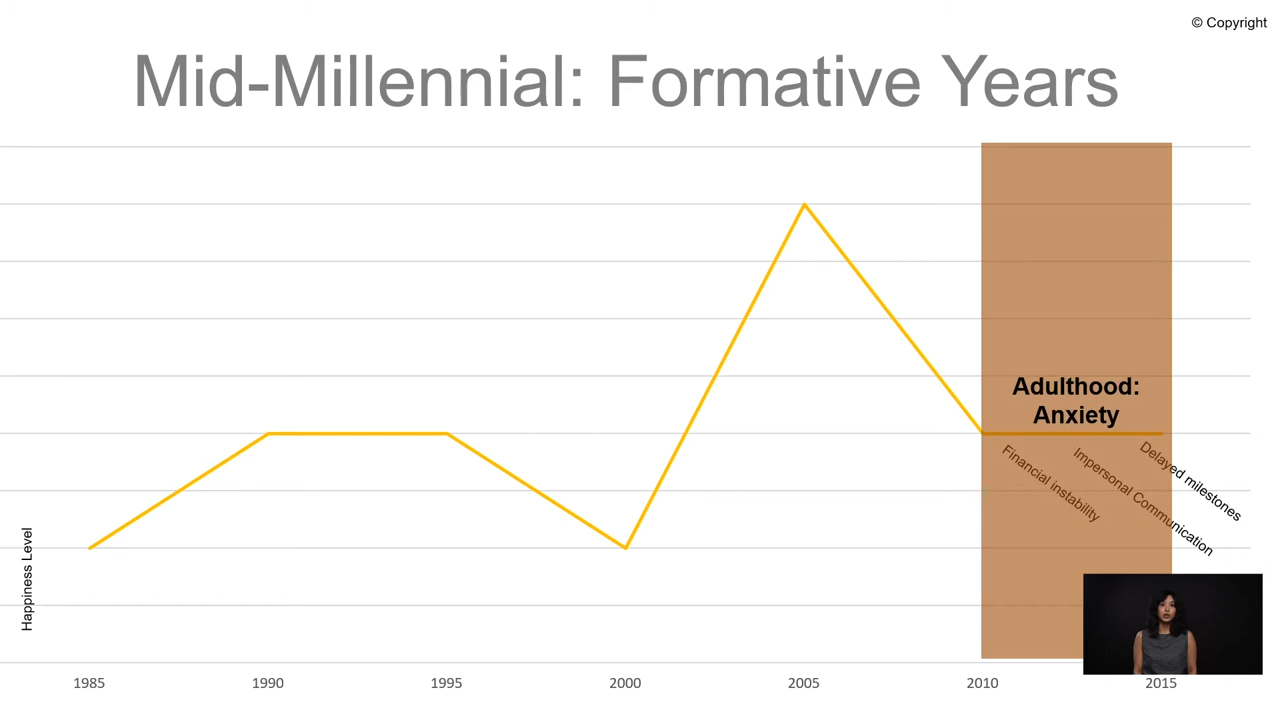 © Copyright
Mid-Millennial: Formative Years
Adulthood:
Anxiety
Financial instability
Impersonal Communication
Delayed milestones
Happiness Level
1985
1990
1995
2000
2005
2010
2015